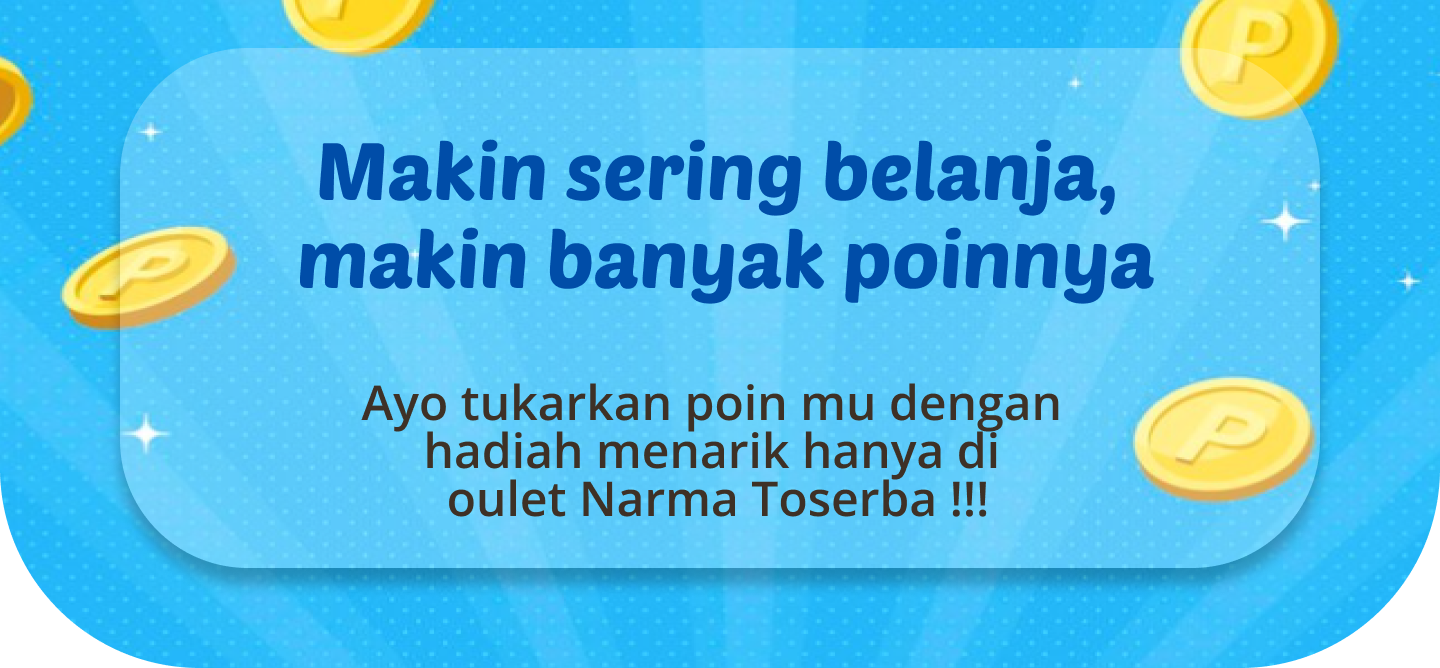 Makin sering belanja,
makin banyak poinnya
Ayo tukarkan poin mu dengan
hadiah menarik hanya di
oulet Narma Toserba !!!
P
P
P
P